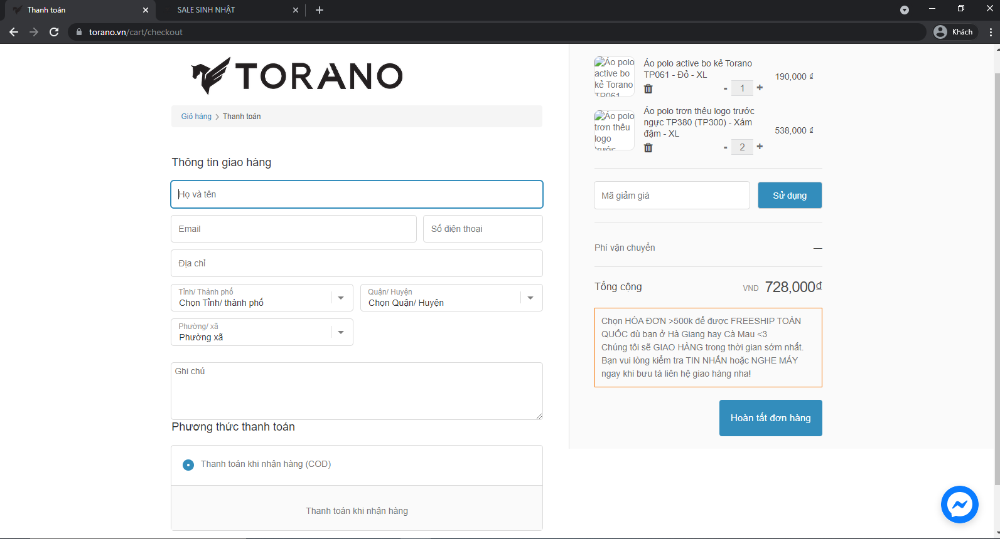 Thanh toán
SALE SINH NHẬT
torano.vn/cart/checkout
Khách
TORANO
Giỏ hàng > Thanh toán
Thông tin giao hàng
Họ và tên
Email
Số điện thoại
Địa chỉ
Tỉnh/ Thành phố
Chọn Tỉnh/ thành phố
Quận/ Huyện
Chọn Quận/ Huyện
Phường/ xã
Phường xã
Ghi chú
Phương thức thanh toán
Thanh toán khi nhận hàng (COD)
Thanh toán khi nhận hàng
Áo polo
active bo
kẻ Torano
TP061
Áo polo active bo kẻ Torano
TP061 - Đỏ - XL
- 1 +
190,000 ₫
Áo polo
trơn thêu
logo
trước
Áo polo trơn thêu logo trước
ngực TP380 (TP300) - Xám
đậm - XL
- 2 +
538,000 ₫
Mã giảm giá
Sử dụng
Phí vận chuyển
—
Tổng cộng
VND 728,000₫
Chọn HÓA ĐƠN >500k để được FREESHIP TOÀN
QUỐC dù bạn ở Hà Giang hay Cà Mau <3
Chúng tôi sẽ GIAO HÀNG trong thời gian sớm nhất.
Bạn vui lòng kiểm tra TIN NHẮN hoặc NGHE MÁY
ngay khi bưu tá liên hệ giao hàng nha!
Hoàn tất đơn hàng